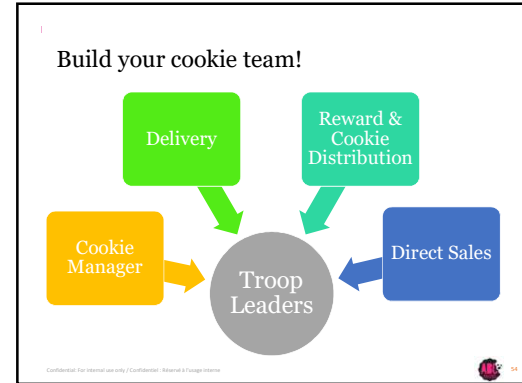 Build your cookie team!
Delivery
Reward &
Cookie
Distribution
Cookie
Manager
Direct Sales
Troop
Leaders
Confidential -For internal use only / Confidentiel - Réservé à l'usage interne
ABC
54